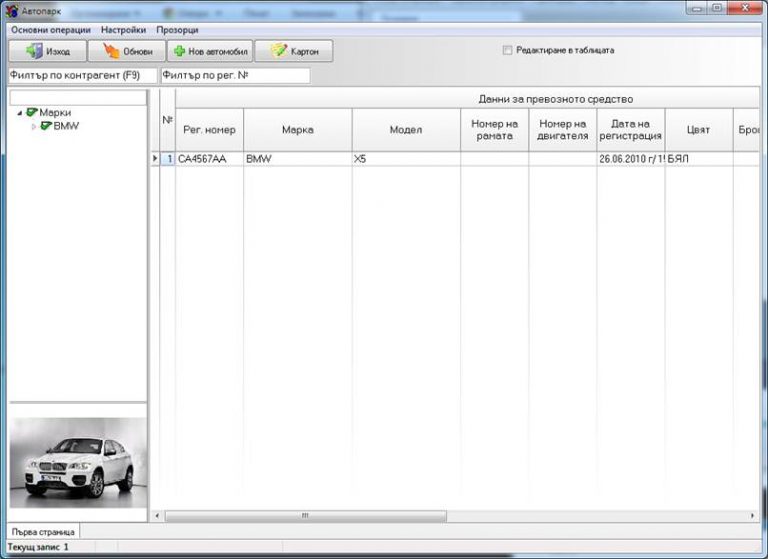 Автопарк
Основни операции Настройки Прозорци
Изход Обнови Нов автомобил Картон Редактиране в таблицата
Филтър по контрагент (F9) Филтър по рег. №
Данни за превозното средство
Марки
BMW
№ Рег. номер Марка Модел Номер на рамата Номер на двигателя Дата на регистрация Цвят Бро
1 CA4567AA BMW X5 26.06.2010 г/ 1 БЯЛ
Първа страница
Текущ запис 1